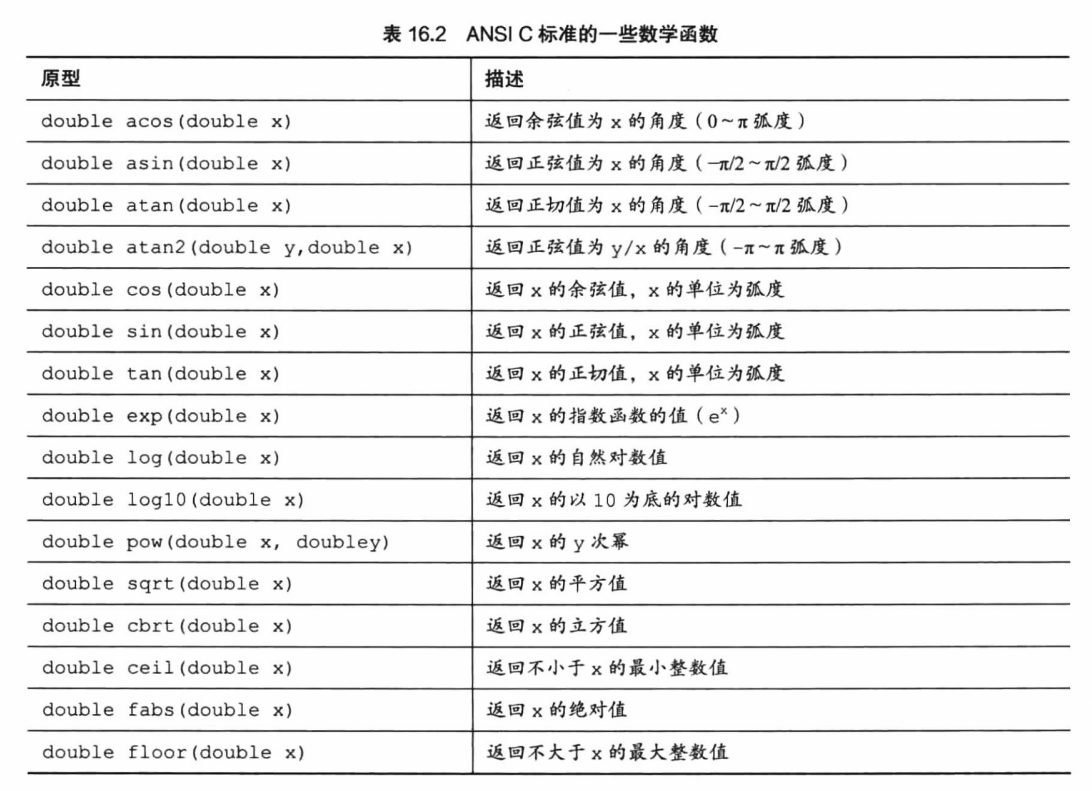 表 16.2 ANSI C 标准的一些数学函数
原型 描述
double acos(double x) 返回余弦值为 x 的角度（0～π 弧度）
double asin(double x) 返回正弦值为 x 的角度（-π/2～π/2 弧度）
double atan(double x) 返回正切值为 x 的角度（-π/2～π/2 弧度）
double atan2(double y,double x) 返回正弦值为 y/x 的角度（-π～π 弧度）
double cos(double x) 返回 x 的余弦值，x 的单位为弧度
double sin(double x) 返回 x 的正弦值，x 的单位为弧度
double tan(double x) 返回 x 的正切值，x 的单位为弧度
double exp(double x) 返回 x 的指数函数的值（eˣ）
double log(double x) 返回 x 的自然对数值
double log10(double x) 返回 x 的以 10 为底的对数值
double pow(double x, doubley) 返回 x 的 y 次幂
double sqrt(double x) 返回 x 的平方值
double cbrt(double x) 返回 x 的立方值
double ceil(double x) 返回不小于 x 的最小整数值
double fabs(double x) 返回 x 的绝对值
double floor(double x) 返回不大于 x 的最大整数值